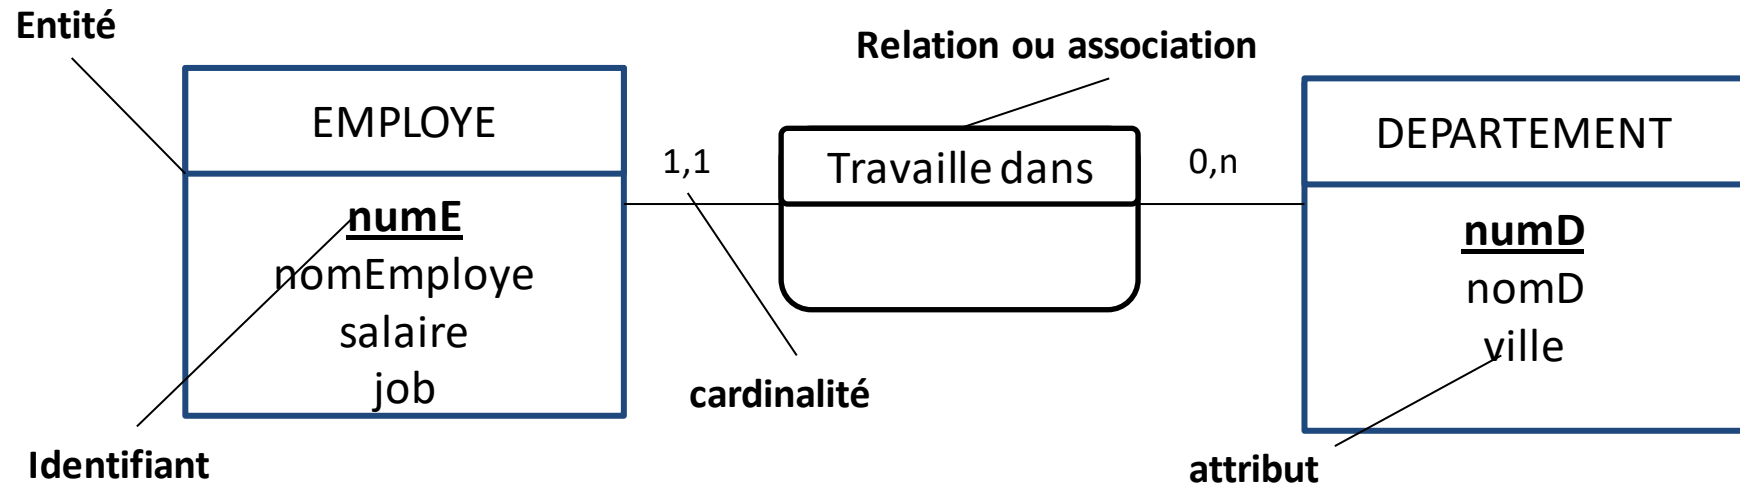 Entité
Relation ou association
EMPLOYE
DEPARTEMENT
1,1
Travaille dans
0,n
numE
nomEmploye
salaire
job
numD
nomD
ville
cardinalité
Identifiant
attribut